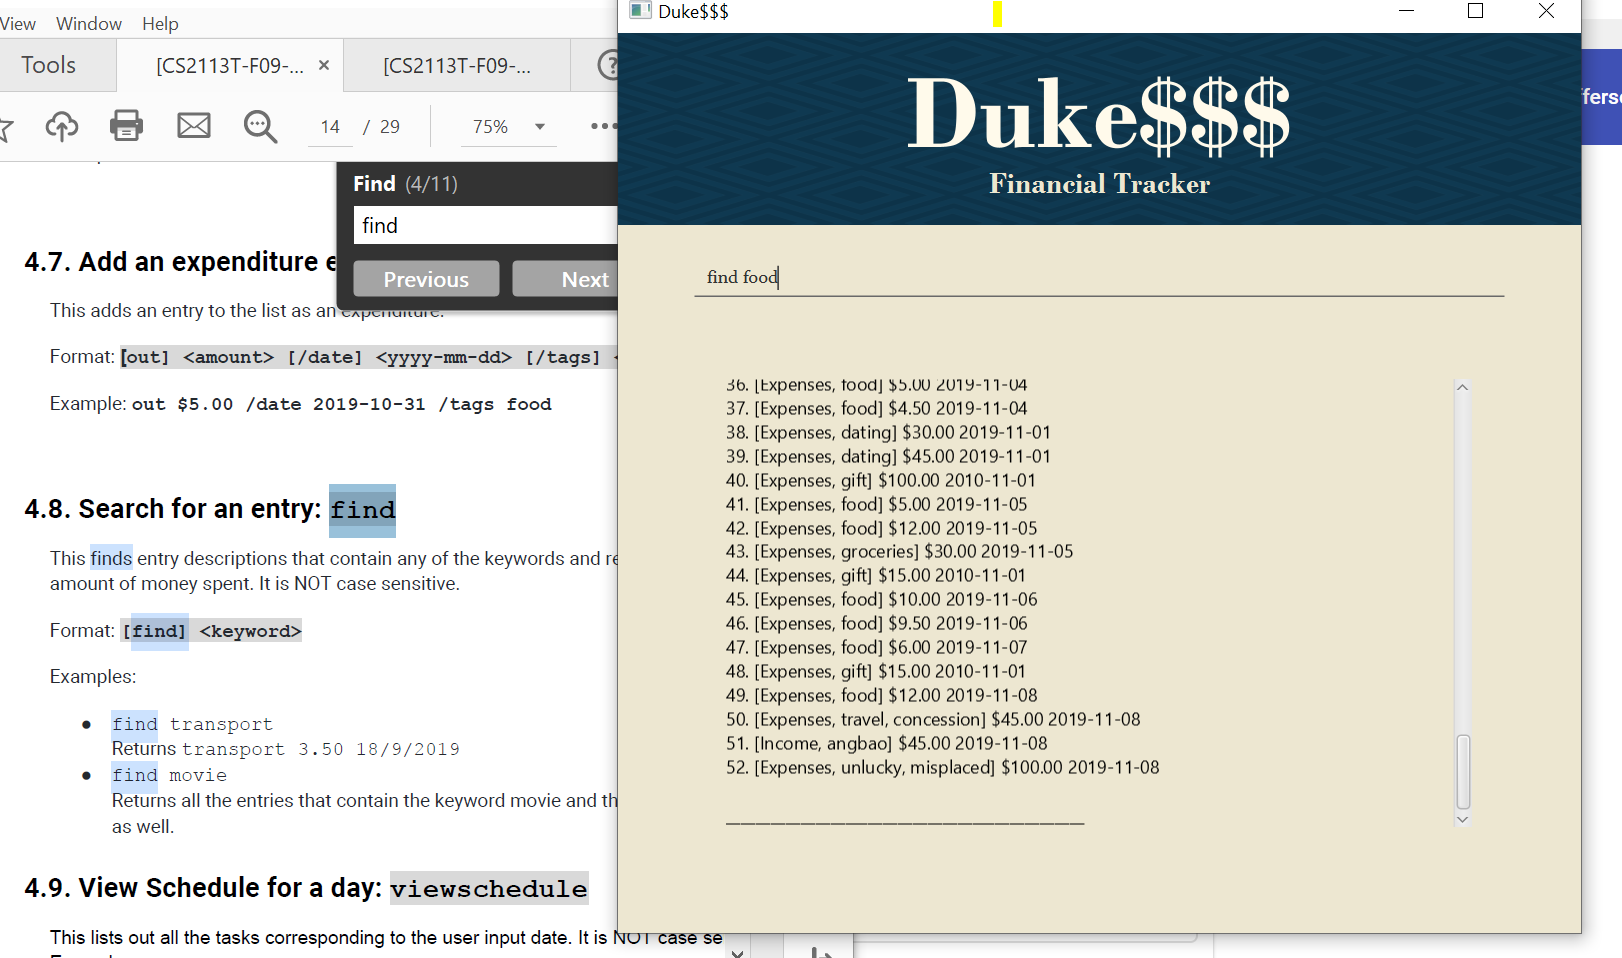 View Window Help
Tools
[CS2113T-F09-... ×
[CS2113T-F09-...
14 / 29
75%
Find (4/11)
find
Previous
Next
4.7. Add an expenditure
This adds an entry to the list as an expenditure.
Format: [out] <amount> [/date] <yyyy-mm-dd> [/tags] <
Example: out $5.00 /date 2019-10-31 /tags food
4.8. Search for an entry: find
This finds entry descriptions that contain any of the keywords and
amount of money spent. It is NOT case sensitive.
Format: [find] <keyword>
Examples:
● find transport
Returns transport 3.50 18/9/2019
● find movie
Returns all the entries that contain the keyword movie and
as well.
4.9. View Schedule for a day: viewschedule
This lists out all the tasks corresponding to the user input date. It is NOT case se
Duke$$$
Duke$$$
Financial Tracker
find food
36. [Expenses, food] $5.00 2019-11-04
37. [Expenses, food] $4.50 2019-11-04
38. [Expenses, dating] $30.00 2019-11-01
39. [Expenses, dating] $45.00 2019-11-01
40. [Expenses, gift] $100.00 2010-11-01
41. [Expenses, food] $5.00 2019-11-05
42. [Expenses, food] $12.00 2019-11-05
43. [Expenses, groceries] $30.00 2019-11-05
44. [Expenses, gift] $15.00 2010-11-01
45. [Expenses, food] $10.00 2019-11-06
46. [Expenses, food] $9.50 2019-11-06
47. [Expenses, food] $6.00 2019-11-07
48. [Expenses, gift] $15.00 2010-11-01
49. [Expenses, food] $12.00 2019-11-08
50. [Expenses, travel, concession] $45.00 2019-11-08
51. [Income, angbao] $45.00 2019-11-08
52. [Expenses, unlucky, misplaced] $100.00 2019-11-08